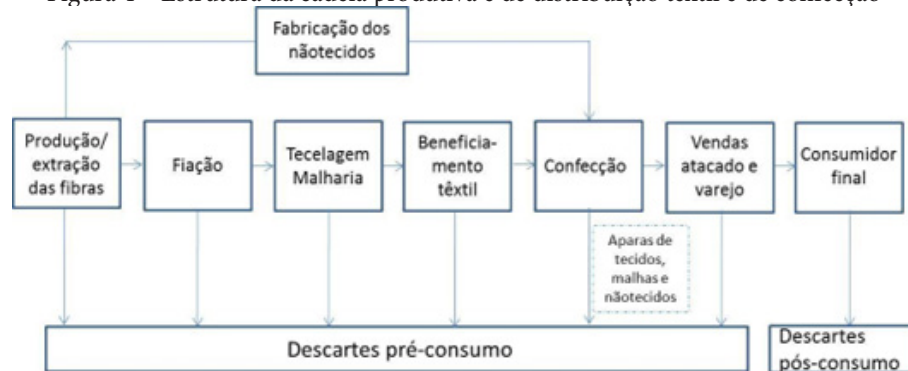 Figura 1 – Estrutura da cadeia produtiva e de distribuição têxtil e de confecção
Fabricação dos
nãotecidos
Produção/
extração
das fibras
Fiação
Tecelagem
Malharia
Beneficia-
mento
têxtil
Confecção
Vendas
atacado e
varejo
Consumidor
final
Aparas de
tecidos,
malhas e
nãotecidos
Descartes pré-consumo
Descartes
pós-consumo